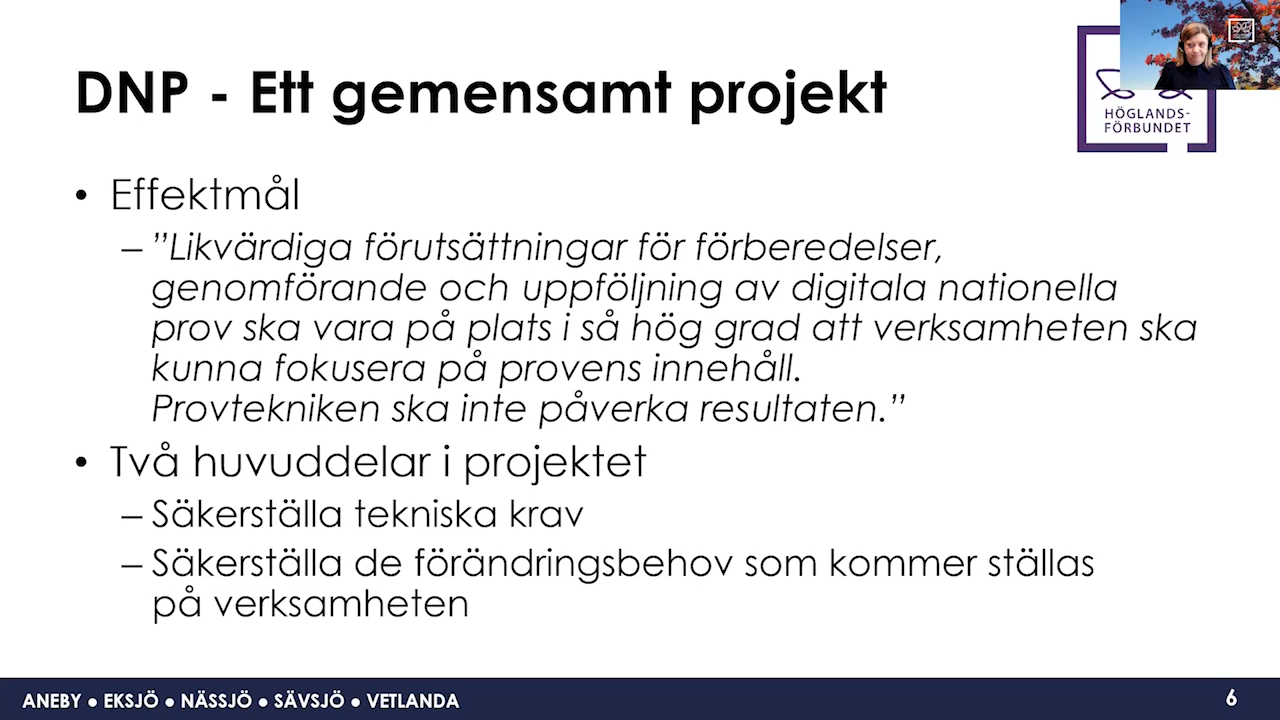 DNP - Ett gemensamt projekt
HÖGLANDS-
FÖRBUNDET
• Effektmål
– ”Likvärdiga förutsättningar för förberedelser,
genomförande och uppföljning av digitala nationella
prov ska vara på plats i så hög grad att verksamheten ska
kunna fokusera på provens innehåll.
Provtekniken ska inte påverka resultaten.”
• Två huvuddelar i projektet
– Säkerställa tekniska krav
– Säkerställa de förändringsbehov som kommer ställas
på verksamheten
ANEBY ● EKSJÖ ● NÄSSJÖ ● SÄVSJÖ ● VETLANDA
6